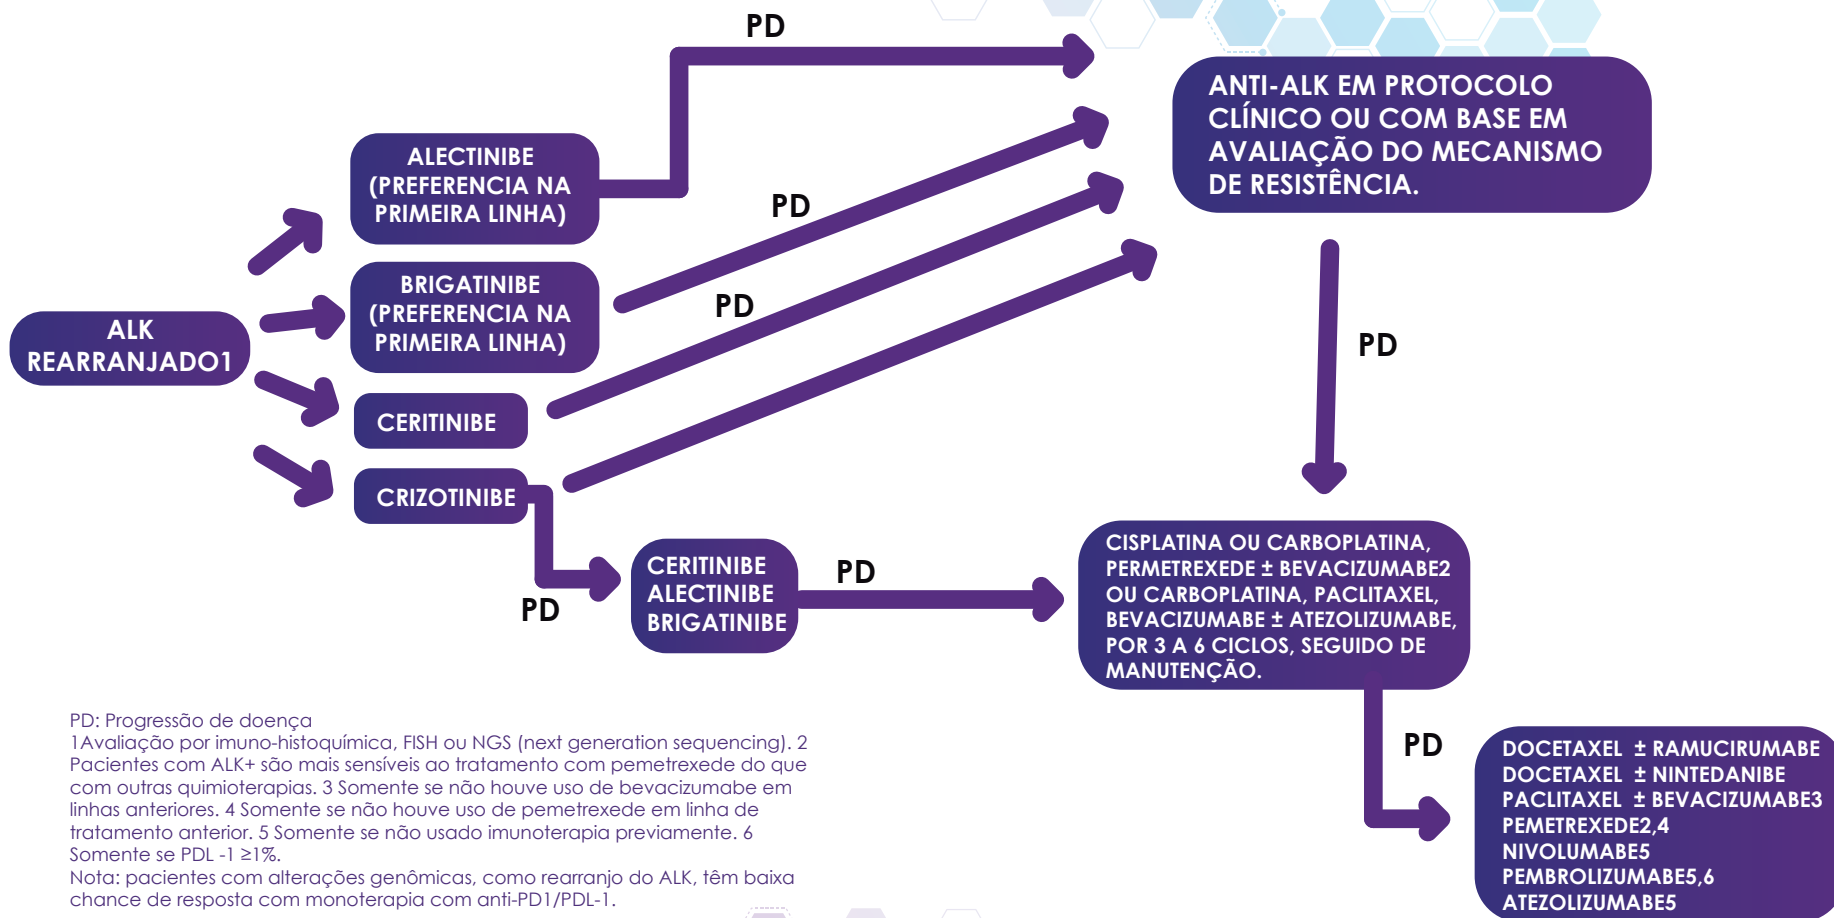 PD
ANTI-ALK EM PROTOCOLO
CLÍNICO OU COM BASE EM
AVALIAÇÃO DO MECANISMO
DE RESISTÊNCIA.
ALECTINIBE
(PREFERENCIA NA
PRIMEIRA LINHA)
PD
BRIGATINIBE
(PREFERENCIA NA
PRIMEIRA LINHA)
PD
ALK
REARRANJADO1
PD
CERITINIBE
CRIZOTINIBE
CERITINIBE
ALECTINIBE
BRIGATINIBE
PD
PD
CISPLATINA OU CARBOPLATINA,
PERMETREXEDE ± BEVACIZUMABE2
OU CARBOPLATINA, PACLITAXEL,
BEVACIZUMABE ± ATEZOLIZUMABE,
POR 3 A 6 CICLOS, SEGUIDO DE
MANUTENÇÃO.
PD
DOCETAXEL ± RAMUCIRUMABE
DOCETAXEL ± NINTEDANIBE
PACLITAXEL ± BEVACIZUMABE3
PEMETREXEDE2,4
NIVOLUMABE5
PEMBROLIZUMABE5,6
ATEZOLIZUMABE5
PD: Progressão de doença
1Avaliação por imuno-histoquímica, FISH ou NGS (next generation sequencing). 2
Pacientes com ALK+ são mais sensíveis ao tratamento com pemetrexede do que
com outras quimioterapias. 3 Somente se não houve uso de bevacizumabe em
linhas anteriores. 4 Somente se não houve uso de pemetrexede em linha de
tratamento anterior. 5 Somente se não usado imunoterapia previamente. 6
Somente se PDL -1 ≥1%.
Nota: pacientes com alterações genômicas, como rearranjo do ALK, têm baixa
chance de resposta com monoterapia com anti-PD1/PDL-1.